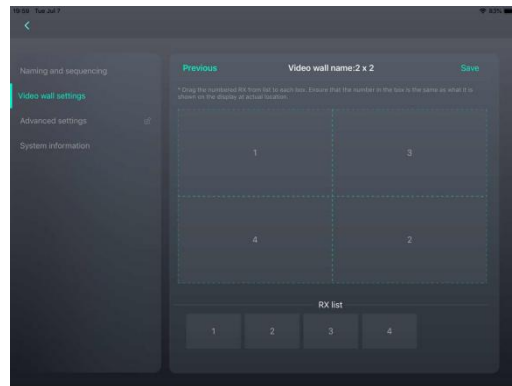 19:59 Tue Jul 7
92%
Naming and sequencing
Video wall settings
Advanced settings
System information
Previous
Video wall name:2 x 2
Save
* Drag the numbered RX from list to each box. Ensure that the number in the box is the same as what it is
shown on the display at actual location.
1
3
4
2
RX list
1 2 3 4